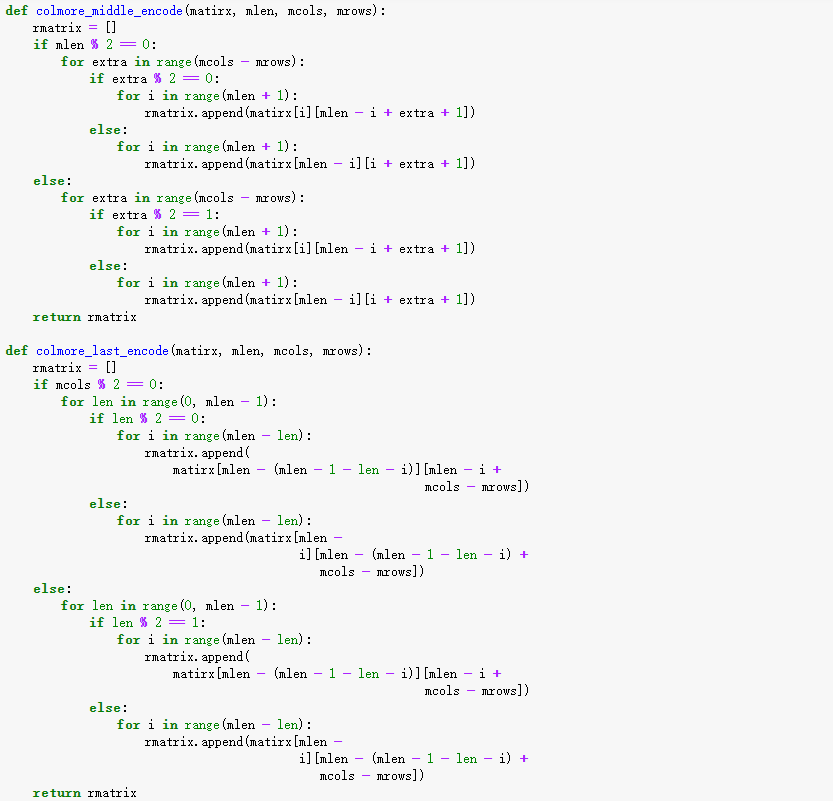 def colmore_middle_encode(matirx, mlen, mcols, mrows):
    rmatrix = []
    if mlen % 2 == 0:
        for extra in range(mcols - mrows):
            if extra % 2 == 0:
                for i in range(mlen + 1):
                    rmatrix.append(matirx[i][mlen - i + extra + 1])
            else:
                for i in range(mlen + 1):
                    rmatrix.append(matirx[mlen - i][i + extra + 1])
    else:
        for extra in range(mcols - mrows):
            if extra % 2 == 1:
                for i in range(mlen + 1):
                    rmatrix.append(matirx[i][mlen - i + extra + 1])
            else:
                for i in range(mlen + 1):
                    rmatrix.append(matirx[mlen - i][i + extra + 1])
    return rmatrix

def colmore_last_encode(matirx, mlen, mcols, mrows):
    rmatrix = []
    if mcols % 2 == 0:
        for len in range(0, mlen - 1):
            if len % 2 == 0:
                for i in range(mlen - len):
                    rmatrix.append(
                        matirx[mlen - (mlen - 1 - len - i)][mlen - i +
                                                            mcols - mrows])
            else:
                for i in range(mlen - len):
                    rmatrix.append(matirx[mlen -
                                          i][mlen - (mlen - 1 - len - i) +
                                             mcols - mrows])
    else:
        for len in range(0, mlen - 1):
            if len % 2 == 1:
                for i in range(mlen - len):
                    rmatrix.append(
                        matirx[mlen - (mlen - 1 - len - i)][mlen - i +
                                                            mcols - mrows])
            else:
                for i in range(mlen - len):
                    rmatrix.append(matirx[mlen -
                                          i][mlen - (mlen - 1 - len - i) +
                                             mcols - mrows])
    return rmatrix